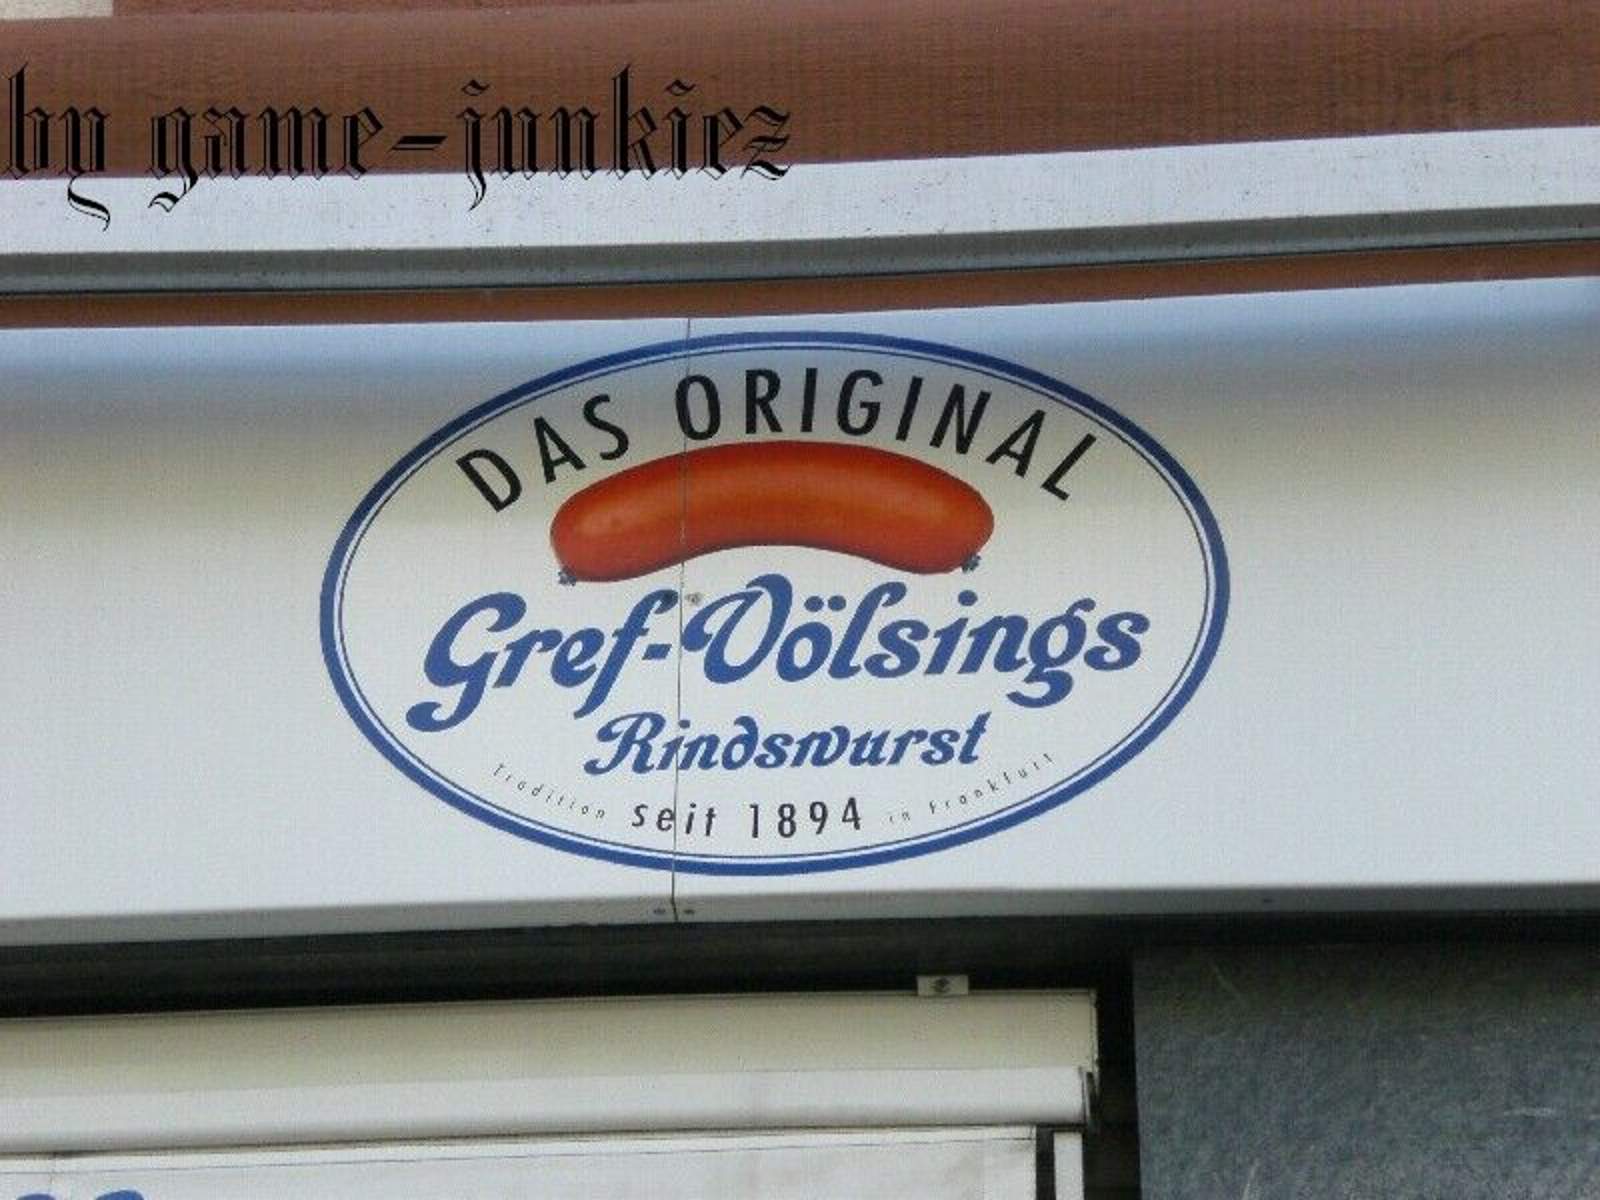 by game-junkiez
DAS ORIGINAL
Gref-Völsings
Rindswurst
Tradition seit 1894 in Frankfurt